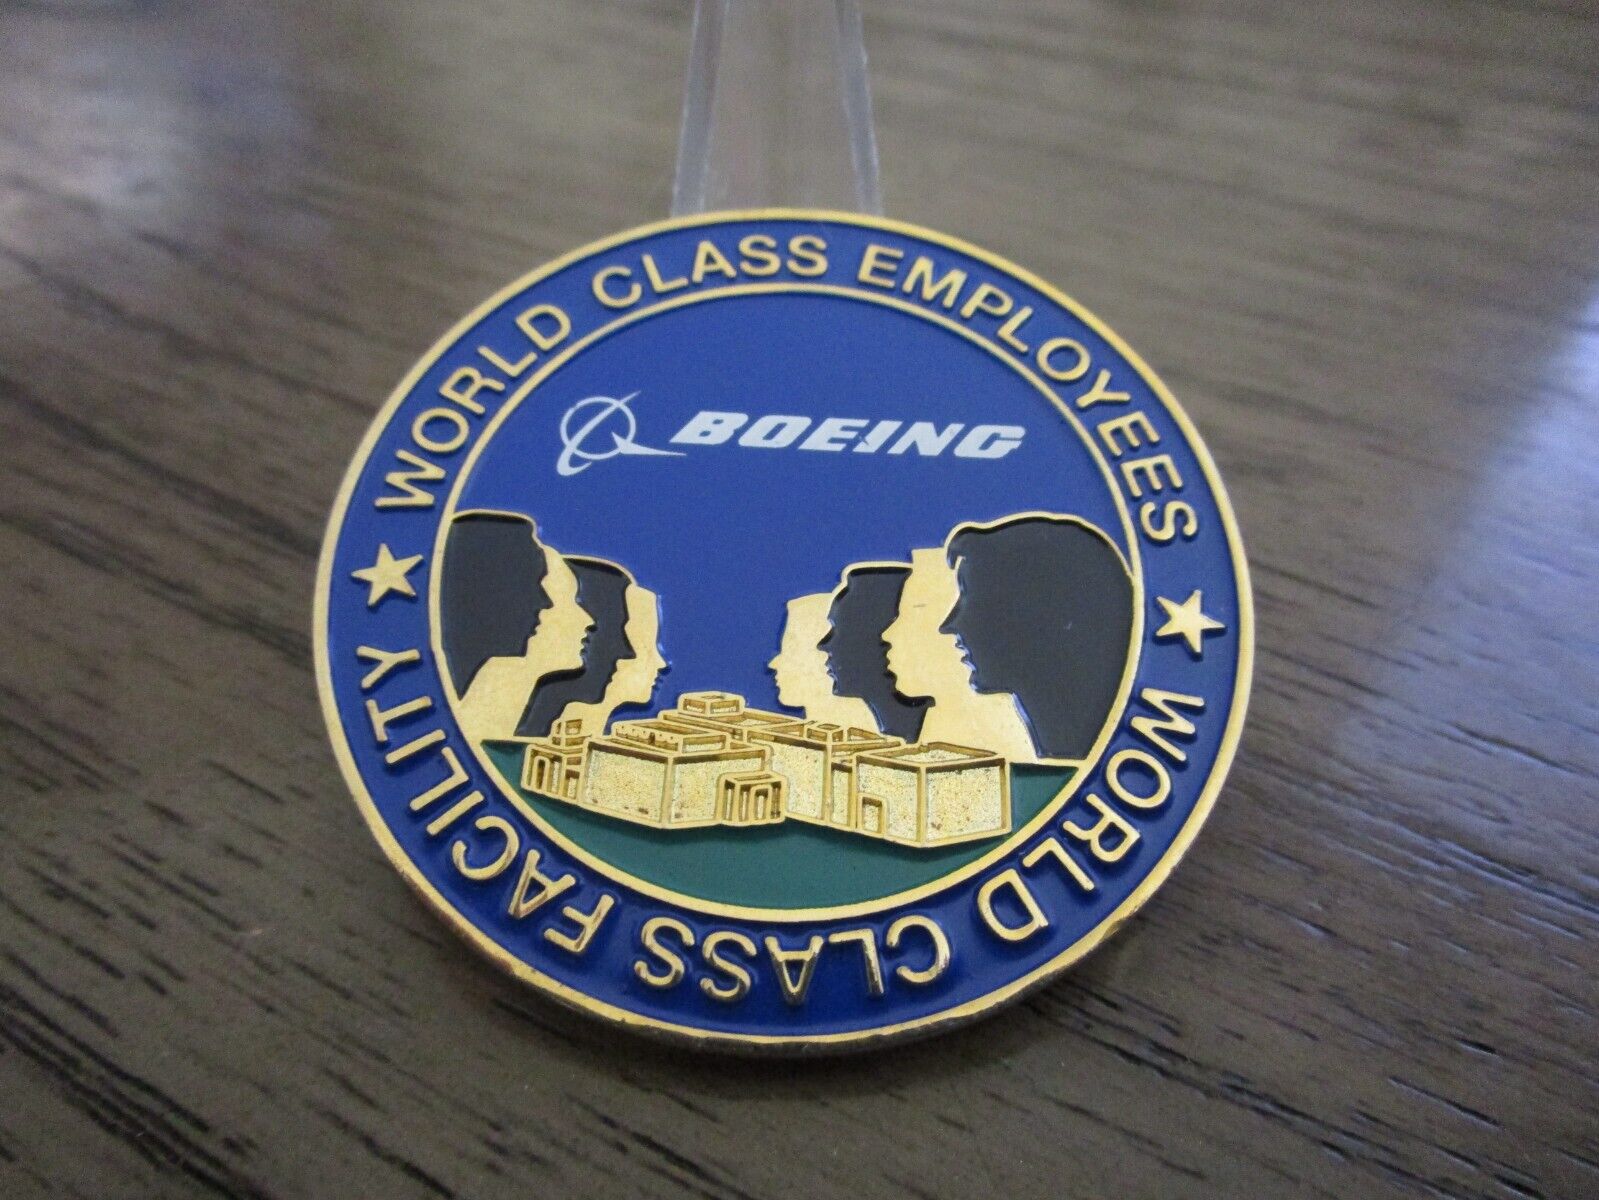 WORLD CLASS EMPLOYEES
BOEING
WORLD CLASS FACILITY